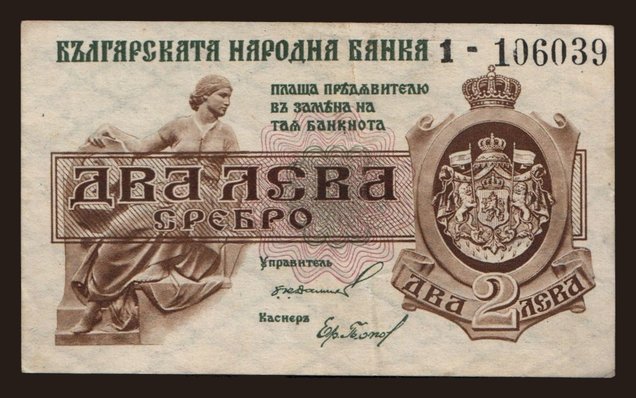 БЪЛГАРСКАТА НАРОДНА БАНКА 1 - 106039
ПЛАЩА ПРѢДѨВИТЕЛЮ
ВЪ ЗАМѢНА НА
ТАЯ БАНКНОТА
ДВА ЛЕВА
СРЕБРО
Управитель
Касиеръ
ДВА 2 ЛЕВА